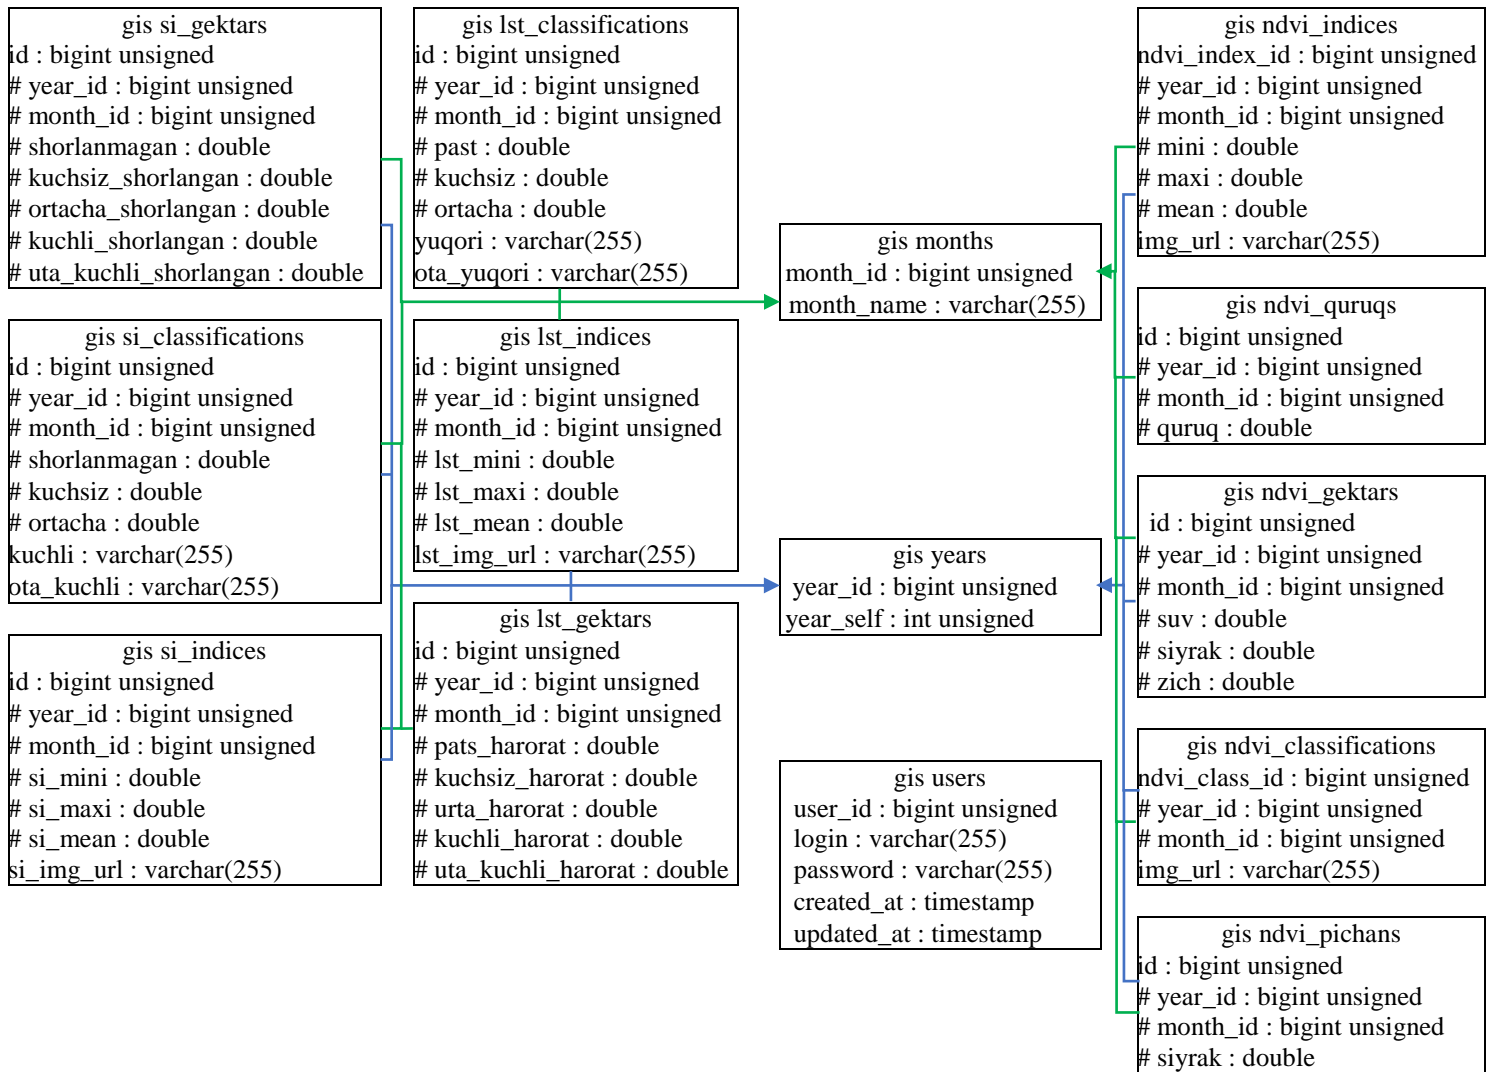 gis si_gektars
id : bigint unsigned
# year_id : bigint unsigned
# month_id : bigint unsigned
# shorlanmagan : double
# kuchsiz_shorlangan : double
# ortacha_shorlangan : double
# kuchli_shorlangan : double
# uta_kuchli_shorlangan : double
gis si_classifications
id : bigint unsigned
# year_id : bigint unsigned
# month_id : bigint unsigned
# shorlanmagan : double
# kuchsiz : double
# ortacha : double
kuchli : varchar(255)
ota_kuchli : varchar(255)
gis si_indices
id : bigint unsigned
# year_id : bigint unsigned
# month_id : bigint unsigned
# si_mini : double
# si_maxi : double
# si_mean : double
si_img_url : varchar(255)
gis lst_classifications
id : bigint unsigned
# year_id : bigint unsigned
# month_id : bigint unsigned
# past : double
# kuchsiz : double
# ortacha : double
yuqori : varchar(255)
ota_yuqori : varchar(255)
gis lst_indices
id : bigint unsigned
# year_id : bigint unsigned
# month_id : bigint unsigned
# lst_mini : double
# lst_maxi : double
# lst_mean : double
lst_img_url : varchar(255)
gis lst_gektars
id : bigint unsigned
# year_id : bigint unsigned
# month_id : bigint unsigned
# pats_harorat : double
# kuchsiz_harorat : double
# urta_harorat : double
# kuchli_harorat : double
# uta_kuchli_harorat : double
gis months
month_id : bigint unsigned
month_name : varchar(255)
gis years
year_id : bigint unsigned
year_self : int unsigned
gis users
user_id : bigint unsigned
login : varchar(255)
password : varchar(255)
created_at : timestamp
updated_at : timestamp
gis ndvi_indices
ndvi_index_id : bigint unsigned
# year_id : bigint unsigned
# month_id : bigint unsigned
# mini : double
# maxi : double
# mean : double
img_url : varchar(255)
gis ndvi_quruqs
id : bigint unsigned
# year_id : bigint unsigned
# month_id : bigint unsigned
# quruq : double
gis ndvi_gektars
id : bigint unsigned
# year_id : bigint unsigned
# month_id : bigint unsigned
# suv : double
# siyrak : double
# zich : double
gis ndvi_classifications
ndvi_class_id : bigint unsigned
# year_id : bigint unsigned
# month_id : bigint unsigned
img_url : varchar(255)
gis ndvi_pichans
id : bigint unsigned
# year_id : bigint unsigned
# month_id : bigint unsigned
# siyrak : double